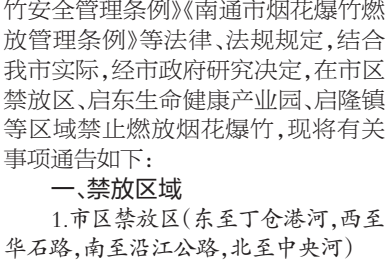 竹安全管理条例》《南通市烟花爆竹燃
放管理条例》等法律、法规规定,结合
我市实际,经市政府研究决定,在市区
禁放区、启东生命健康产业园、启隆镇
等区域禁止燃放烟花爆竹,现将有关
事项通告如下:
一、禁放区域
1.市区禁放区(东至丁仓港河,西至
华石路,南至沿江公路,北至中央河)